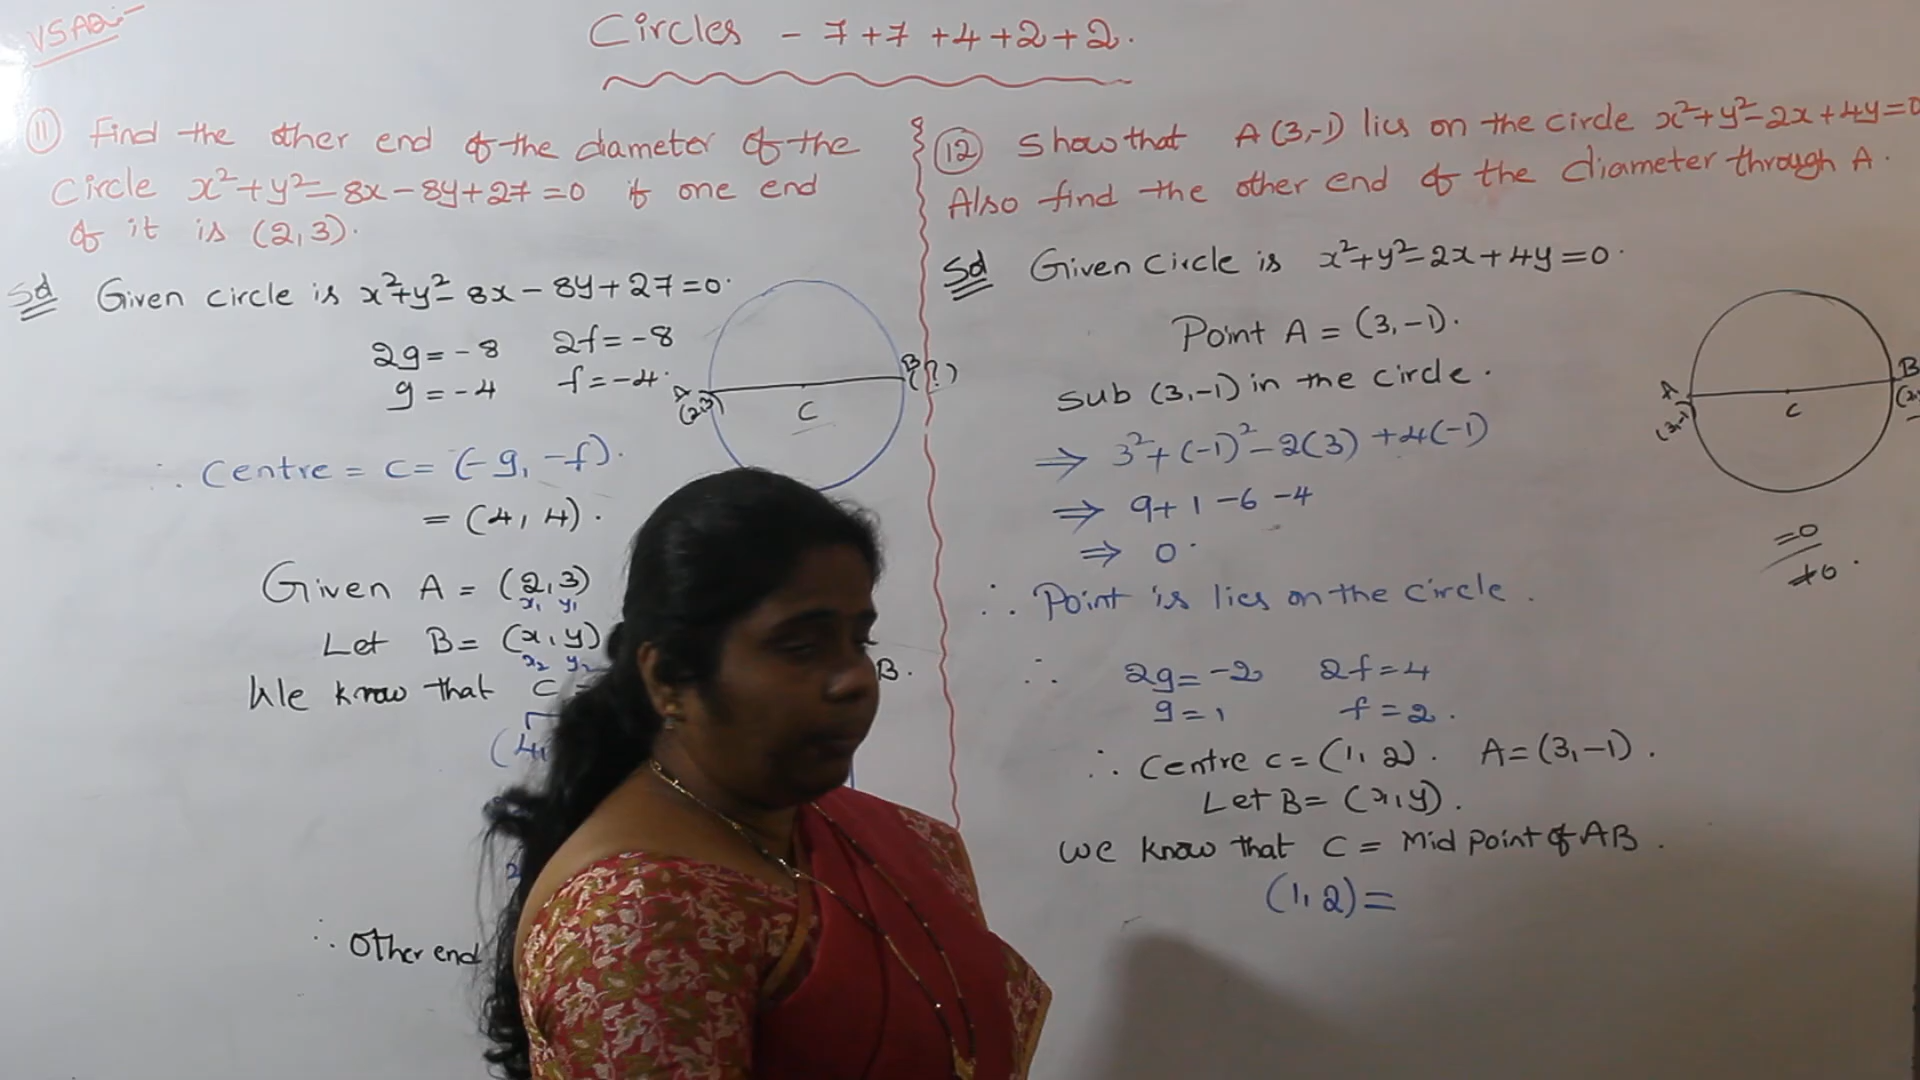 VSAQ:-
Circles - 7+7+4+2+2.
⑪ Find the other end of the diameter of the
Circle x²+y²-8x-8y+27=0 if one end
of it is (2,3).
Sol Given circle is x²+y²-8x-8y+27=0.
2g=-8 2f=-8
g=-4 f=-4.
A (2,3) C B (?)
∴ Centre = C = (-g, -f).
= (4, 4).
Given A = (2,3)
x₁ y₁
Let B = (x, y)
x₂ y₂
We know that C = B.
(4,
∴ Other end
⑫ Show that A(3,-1) lies on the circle x²+y²-2x+4y=0
Also find the other end of the diameter through A.
Sol Given Circle is x²+y²-2x+4y=0.
Point A = (3,-1).
Sub (3,-1) in the circle.
⇒ 3²+(-1)²-2(3)+4(-1)
⇒ 9+1-6-4
⇒ 0.
∴ Point is lies on the circle.
A (3,-1) C B
=0
≠0.
∴ 2g=-2 2f=4
g=1 f=2.
∴ Centre c=(1, 2). A=(3,-1).
Let B=(x,y).
We know that C = Mid point of AB.
(1, 2)=